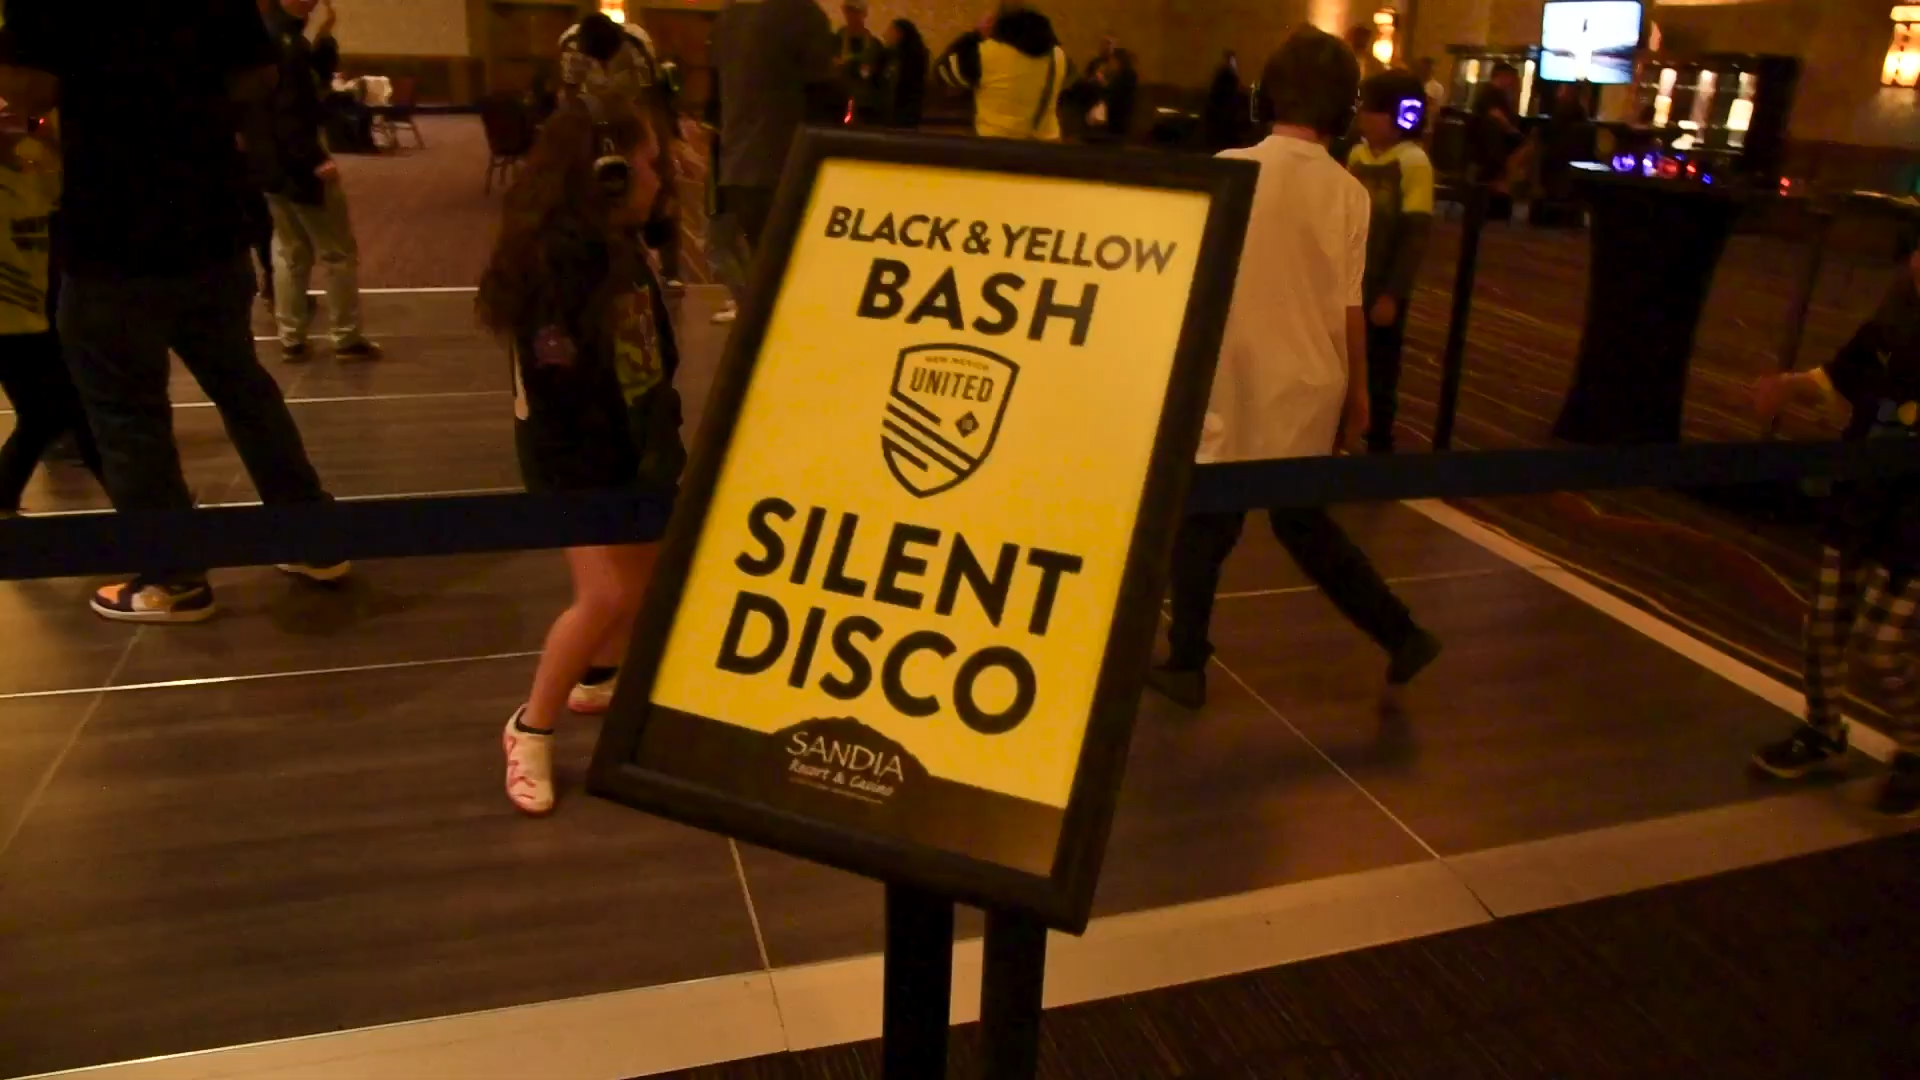 BLACK & YELLOW
BASH
NEW MEXICO
UNITED
SILENT
DISCO
SANDIA
Resort & Casino